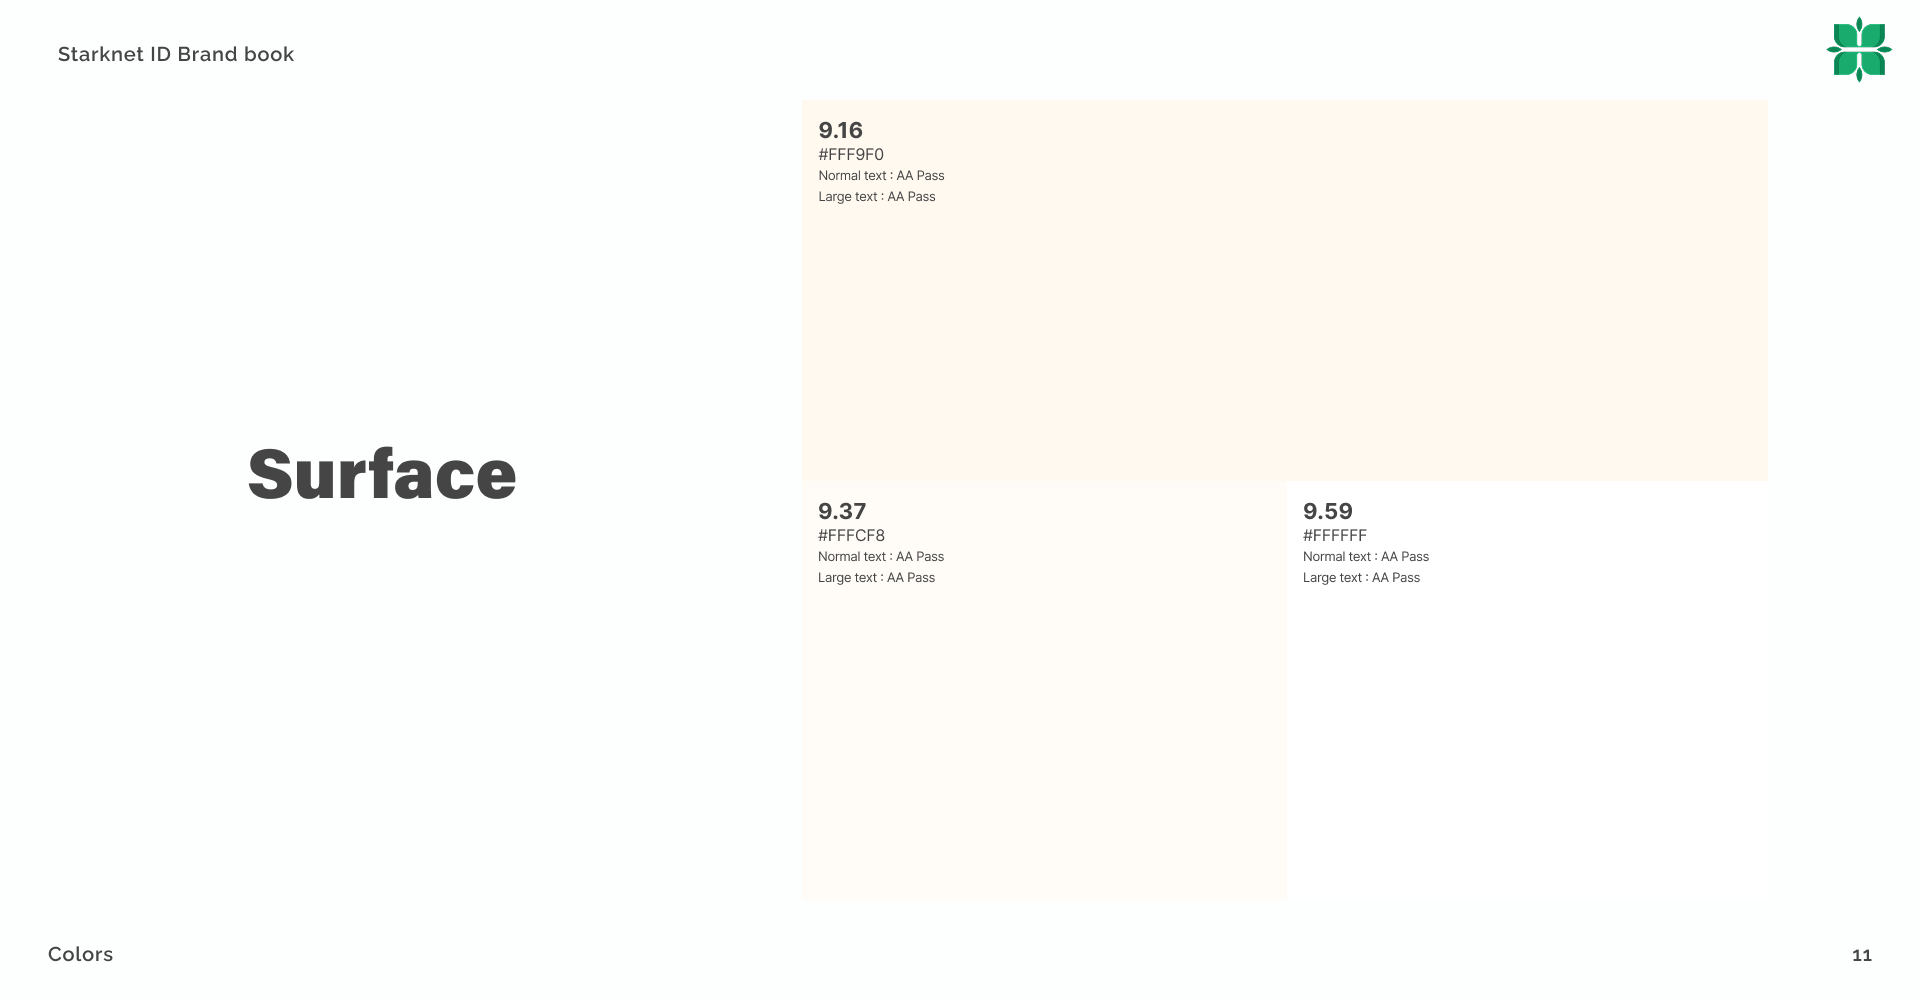 Starknet ID Brand book
Surface
9.16
#FFF9F0
Normal text : AA Pass
Large text : AA Pass
9.37
#FFFCF8
Normal text : AA Pass
Large text : AA Pass
9.59
#FFFFFF
Normal text : AA Pass
Large text : AA Pass
Colors
11